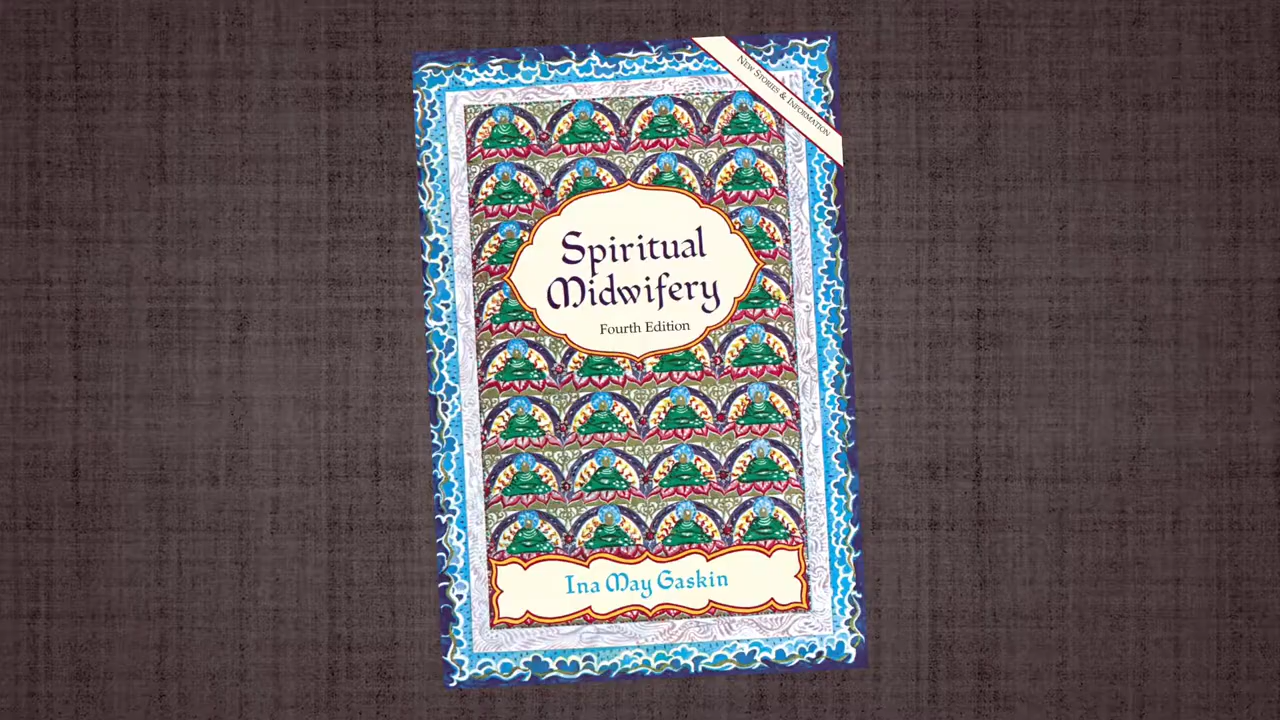 New Stories & Information
Spiritual
Midwifery
Fourth Edition
Ina May Gaskin